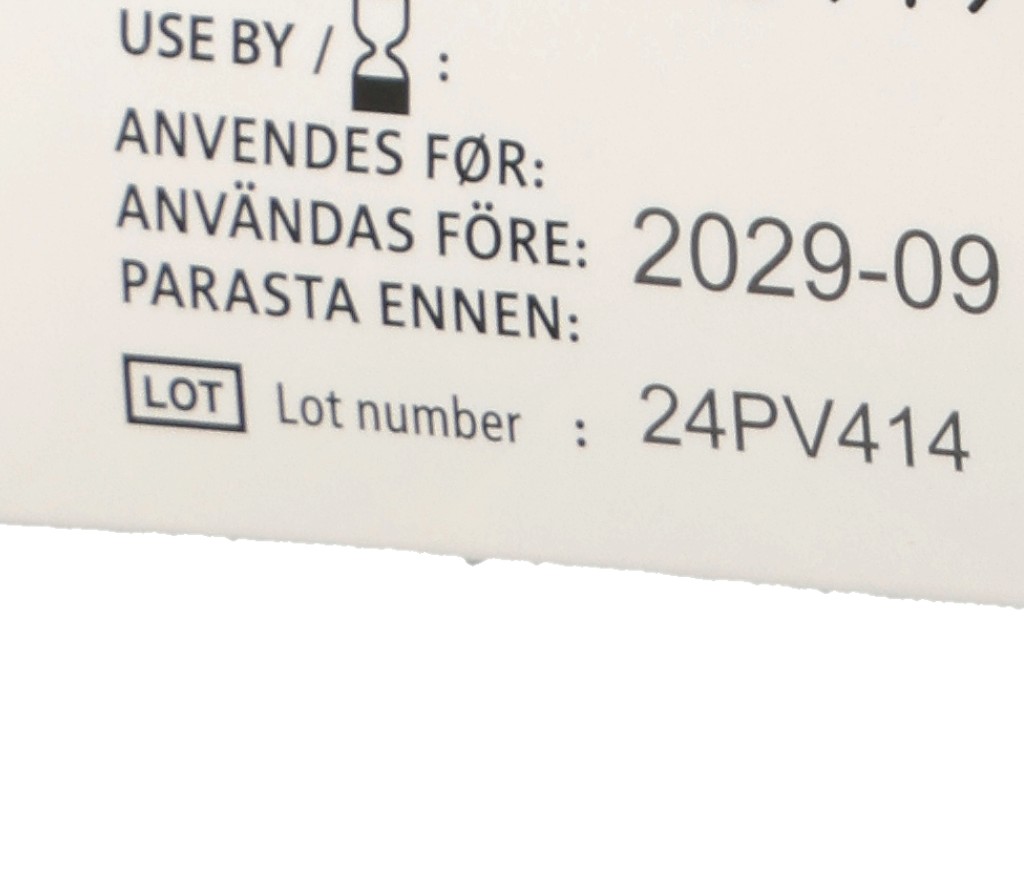 USE BY / :
ANVENDES FØR:
ANVÄNDAS FÖRE: 2029-09
PARASTA ENNEN:
LOT Lot number : 24PV414